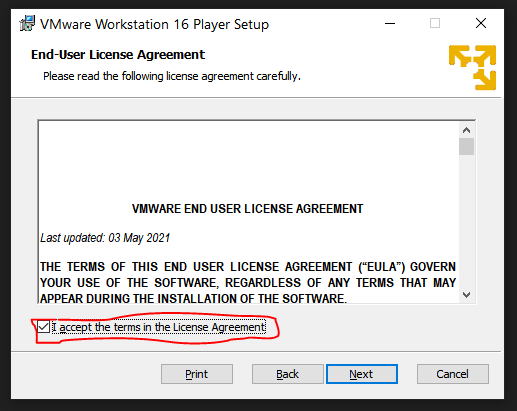 VMware Workstation 16 Player Setup
End-User License Agreement
Please read the following license agreement carefully.
VMWARE END USER LICENSE AGREEMENT
Last updated: 03 May 2021
THE TERMS OF THIS END USER LICENSE AGREEMENT (“EULA”) GOVERN
YOUR USE OF THE SOFTWARE, REGARDLESS OF ANY TERMS THAT MAY
APPEAR DURING THE INSTALLATION OF THE SOFTWARE.
I accept the terms in the License Agreement
Print Back Next Cancel